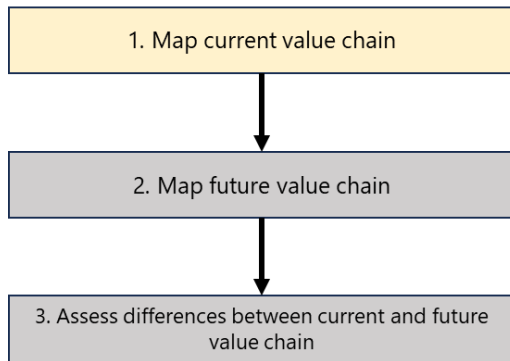 1. Map current value chain
2. Map future value chain
3. Assess differences between current and future
value chain